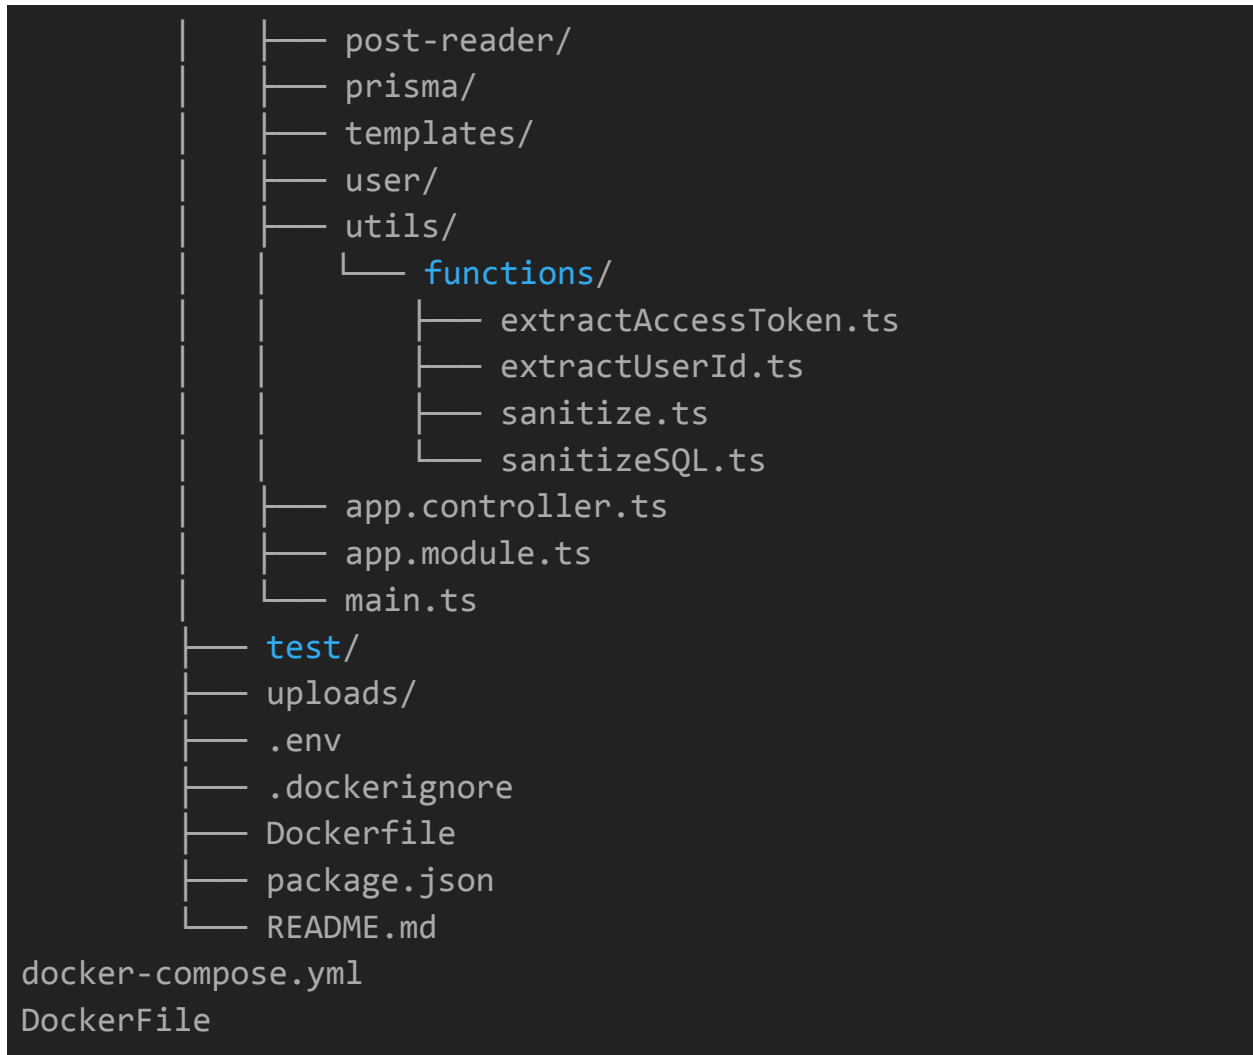 │   ├── post-reader/
│   ├── prisma/
│   ├── templates/
│   ├── user/
│   ├── utils/
│   │   └── functions/
│   │       ├── extractAccessToken.ts
│   │       ├── extractUserId.ts
│   │       ├── sanitize.ts
│   │       └── sanitizeSQL.ts
│   ├── app.controller.ts
│   ├── app.module.ts
│   └── main.ts
├── test/
├── uploads/
├── .env
├── .dockerignore
├── Dockerfile
├── package.json
└── README.md
docker-compose.yml
DockerFile